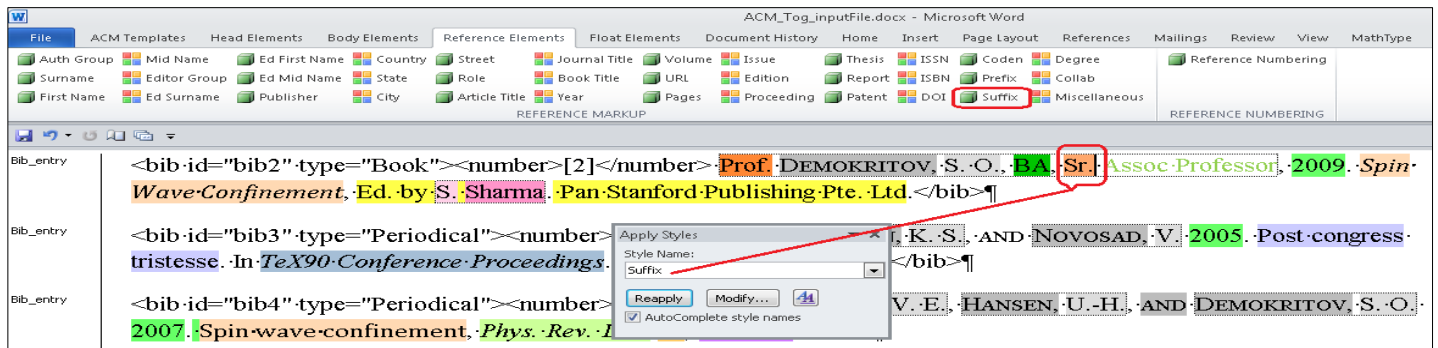 W ACM_Tog_inputFile.docx - Microsoft Word
File ACM Templates Head Elements Body Elements Reference Elements Float Elements Document History Home Insert Page Layout References Mailings Review View MathType
Auth Group Mid Name Ed First Name Country Street Journal Title Volume Issue Thesis ISSN Coden Degree Reference Numbering
Surname Editor Group Ed Mid Name State Role Book Title URL Edition Report ISBN Prefix Collab
First Name Ed Surname Publisher City Article Title Year Pages Proceeding Patent DOI Suffix Miscellaneous
REFERENCE MARKUP REFERENCE NUMBERING
Bib_entry <bib·id="bib2"·type="Book"><number>[2]</number>·Prof.·DEMOKRITOV,·S.·O.,·BA,·Sr.,·Assoc·Professor,·2009.·Spin·
Wave·Confinement,·Ed.·by·S.·Sharma.·Pan·Stanford·Publishing·Pte.·Ltd.</bib>¶
Bib_entry <bib·id="bib3"·type="Periodical"><number> ,·K.·S.,·AND·NOVOSAD,·V.·2005.·Post·congress·
tristesse.·In·TeX90·Conference·Proceedings. </bib>¶
Apply Styles
Style Name:
Suffix
Reapply Modify...
AutoComplete style names
Bib_entry <bib·id="bib4"·type="Periodical"><number> V.·E.,·HANSEN,·U.-H.,·AND·DEMOKRITOV,·S.·O.·
2007.·Spin·wave·confinement,·Phys.·Rev.·